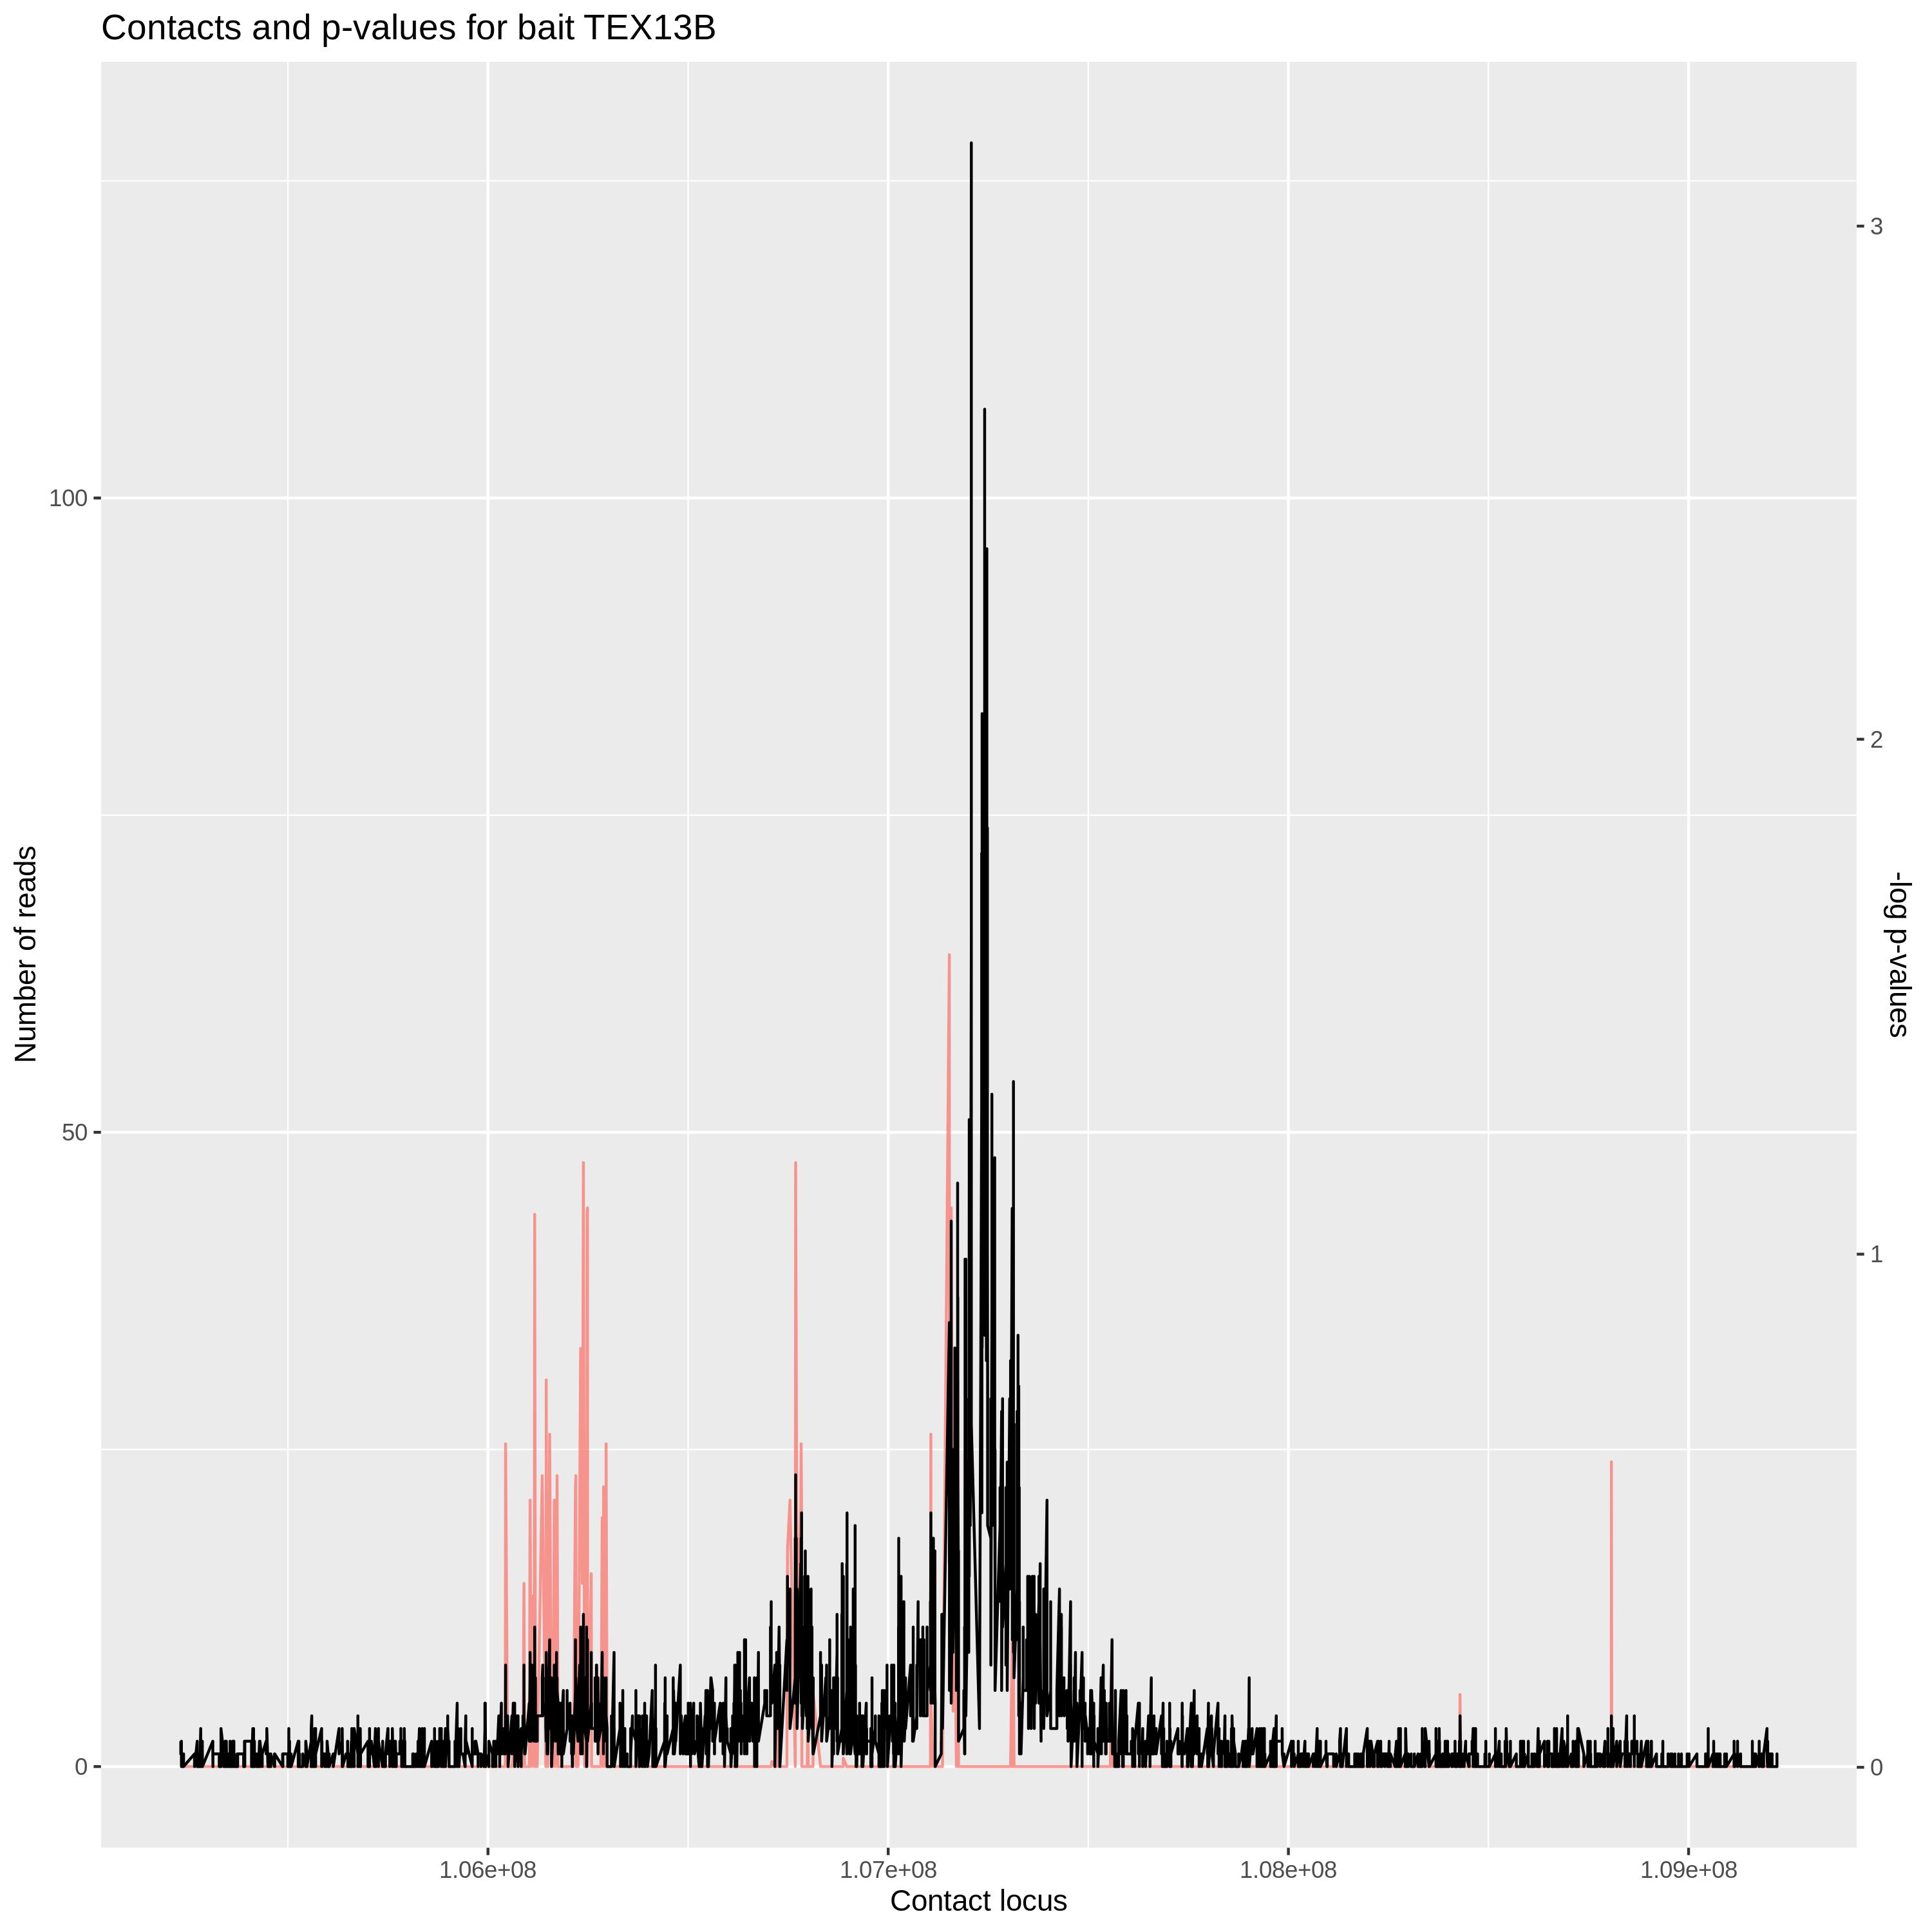 Contacts and p-values for bait TEX13B
Number of reads
100
50
0
3
2
1
0
-log p-values
1.06e+08 1.07e+08 1.08e+08 1.09e+08
Contact locus